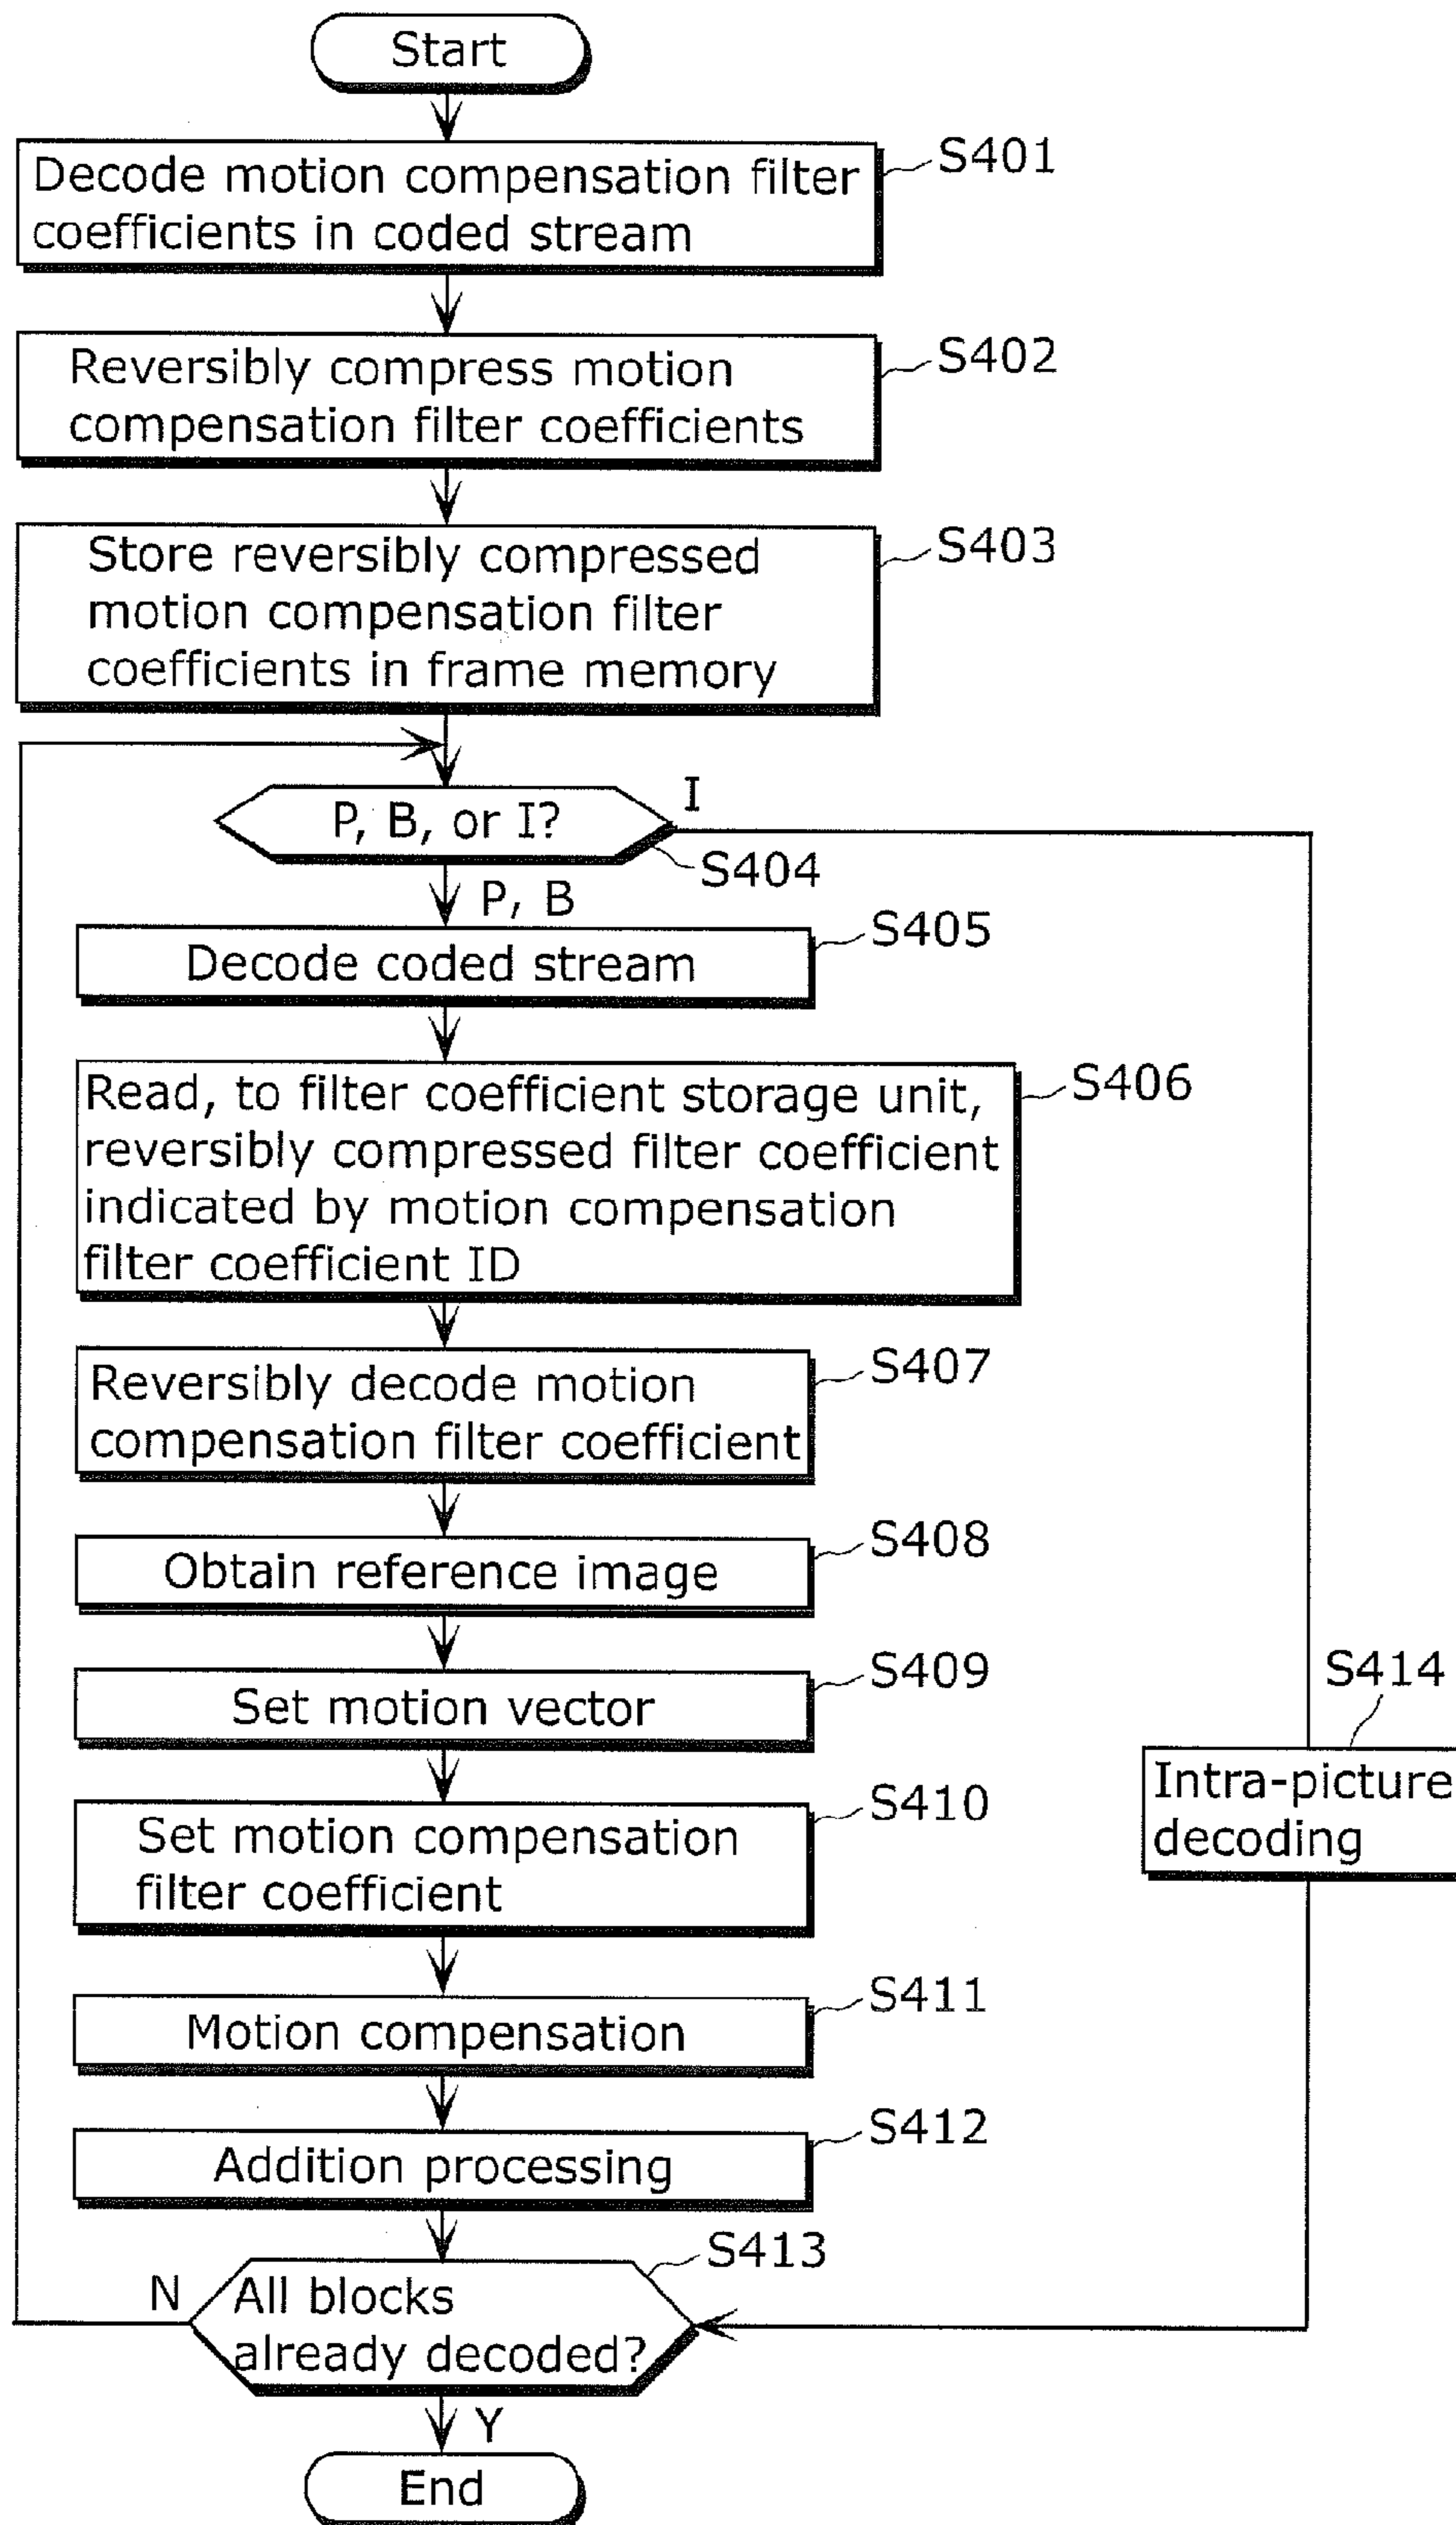 Start
Decode motion compensation filter
coefficients in coded stream
S401
Reversibly compress motion
compensation filter coefficients
S402
Store reversibly compressed
motion compensation filter
coefficients in frame memory
S403
P, B, or I?
I
S404
P, B
Decode coded stream
S405
Read, to filter coefficient storage unit,
reversibly compressed filter coefficient
indicated by motion compensation
filter coefficient ID
S406
Reversibly decode motion
compensation filter coefficient
S407
Obtain reference image
S408
Set motion vector
S409
S414
Intra-picture
decoding
Set motion compensation
filter coefficient
S410
Motion compensation
S411
Addition processing
S412
S413
N
All blocks
already decoded?
Y
End